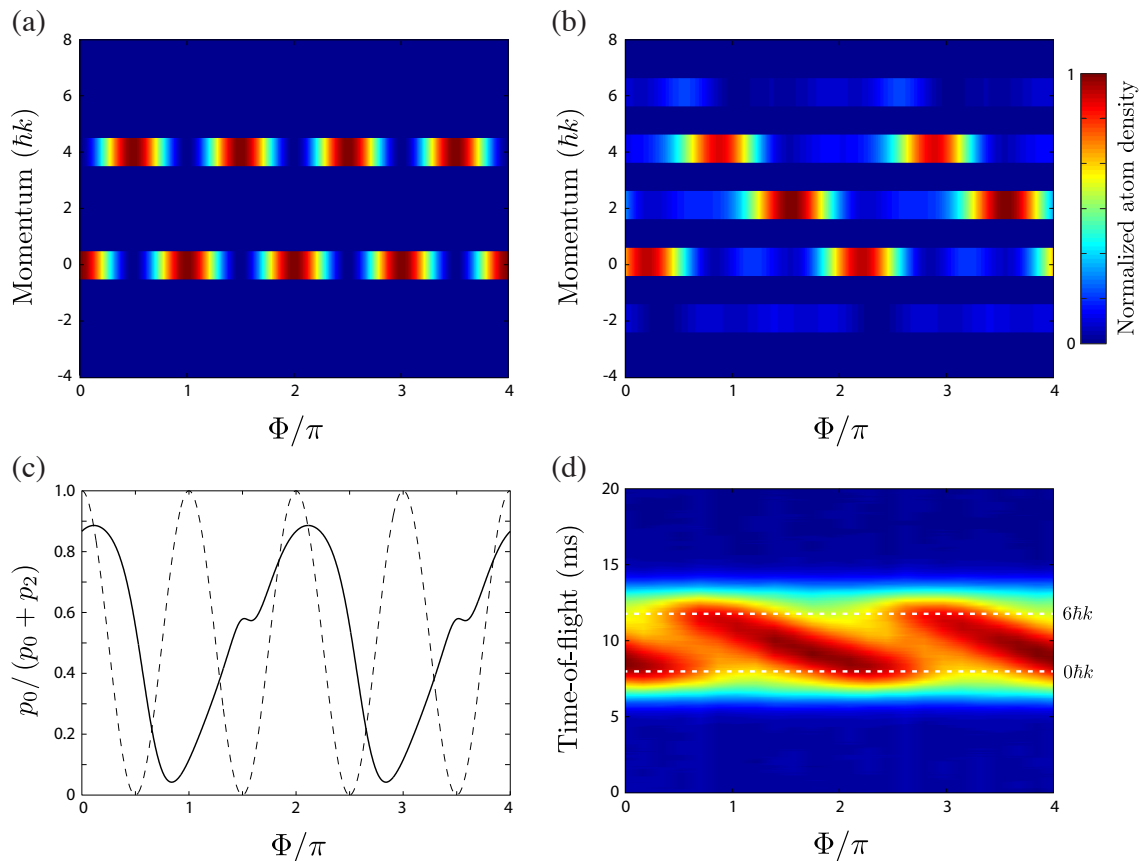 (a)
8
6
4
2
0
-2
-4
Momentum (ħk)
0 1 2 3 4
Φ/π
(b)
8
6
4
2
0
-2
-4
Momentum (ħk)
0 1 2 3 4
Φ/π
1
0
Normalized atom density
(c)
1.0
0.8
0.6
0.4
0.2
0
p₀/(p₀ + p₂)
0 1 2 3 4
Φ/π
(d)
20
15
10
5
0
Time-of-flight (ms)
6ħk
0ħk
0 1 2 3 4
Φ/π